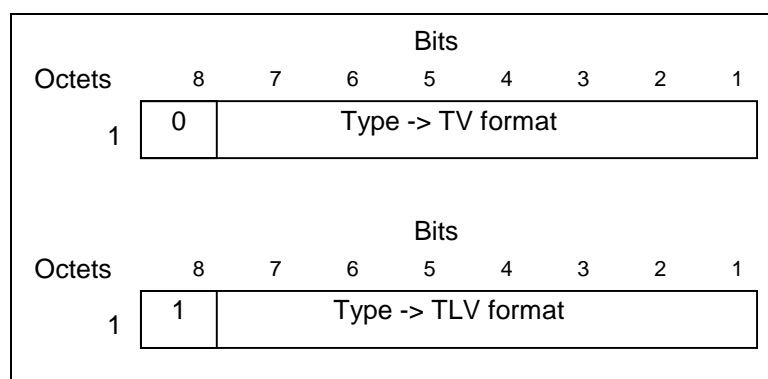 Bits
Octets 8 7 6 5 4 3 2 1
1 0 Type -> TV format
Bits
Octets 8 7 6 5 4 3 2 1
1 1 Type -> TLV format